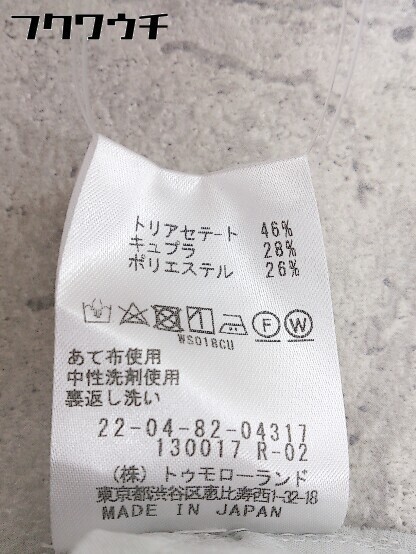 フクワウチ
トリアセテート 46%
キュプラ 28%
ポリエステル 26%
F W
WS018CU
あて布使用
中性洗剤使用
裏返し洗い
22-04-82-04317
130017 R-02
(株) トゥモローランド
東京都渋谷区恵比寿西1-32-18
MADE IN JAPAN